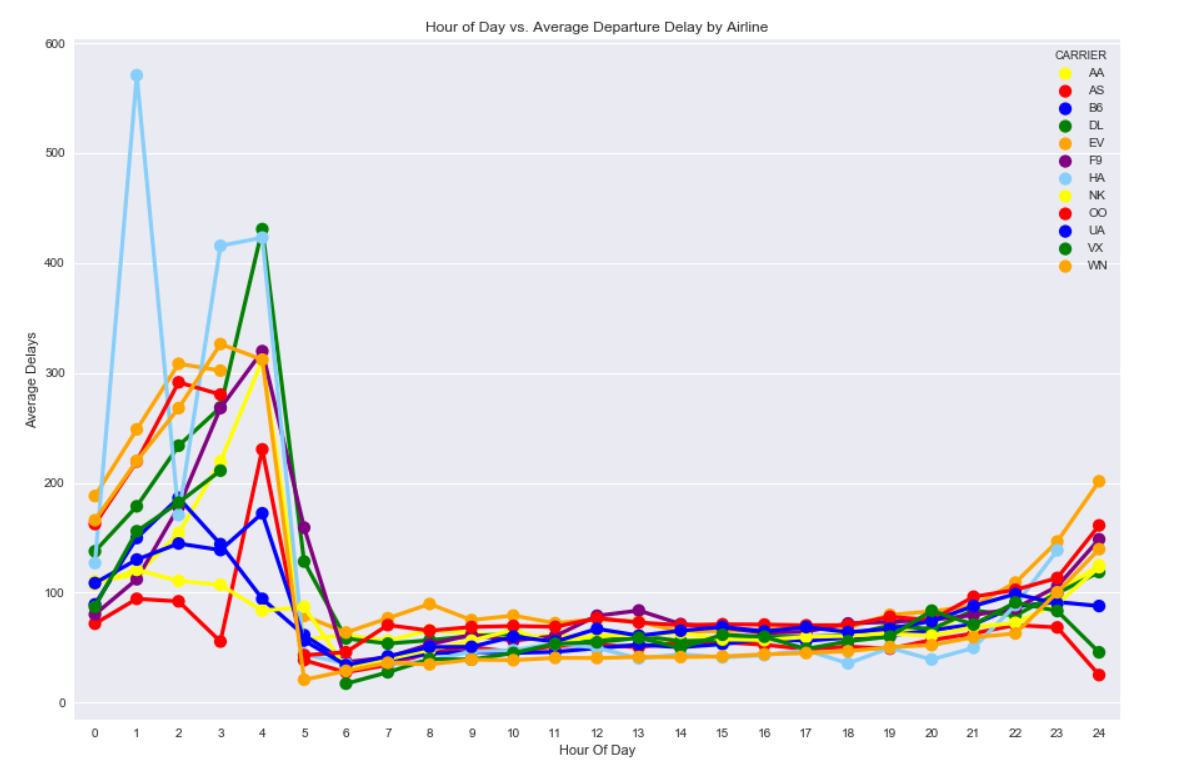 Hour of Day vs. Average Departure Delay by Airline
600
500
400
300
200
100
0
Average Delays
CARRIER
AA
AS
B6
DL
EV
F9
HA
NK
OO
UA
VX
WN
0 1 2 3 4 5 6 7 8 9 10 11 12 13 14 15 16 17 18 19 20 21 22 23 24
Hour Of Day